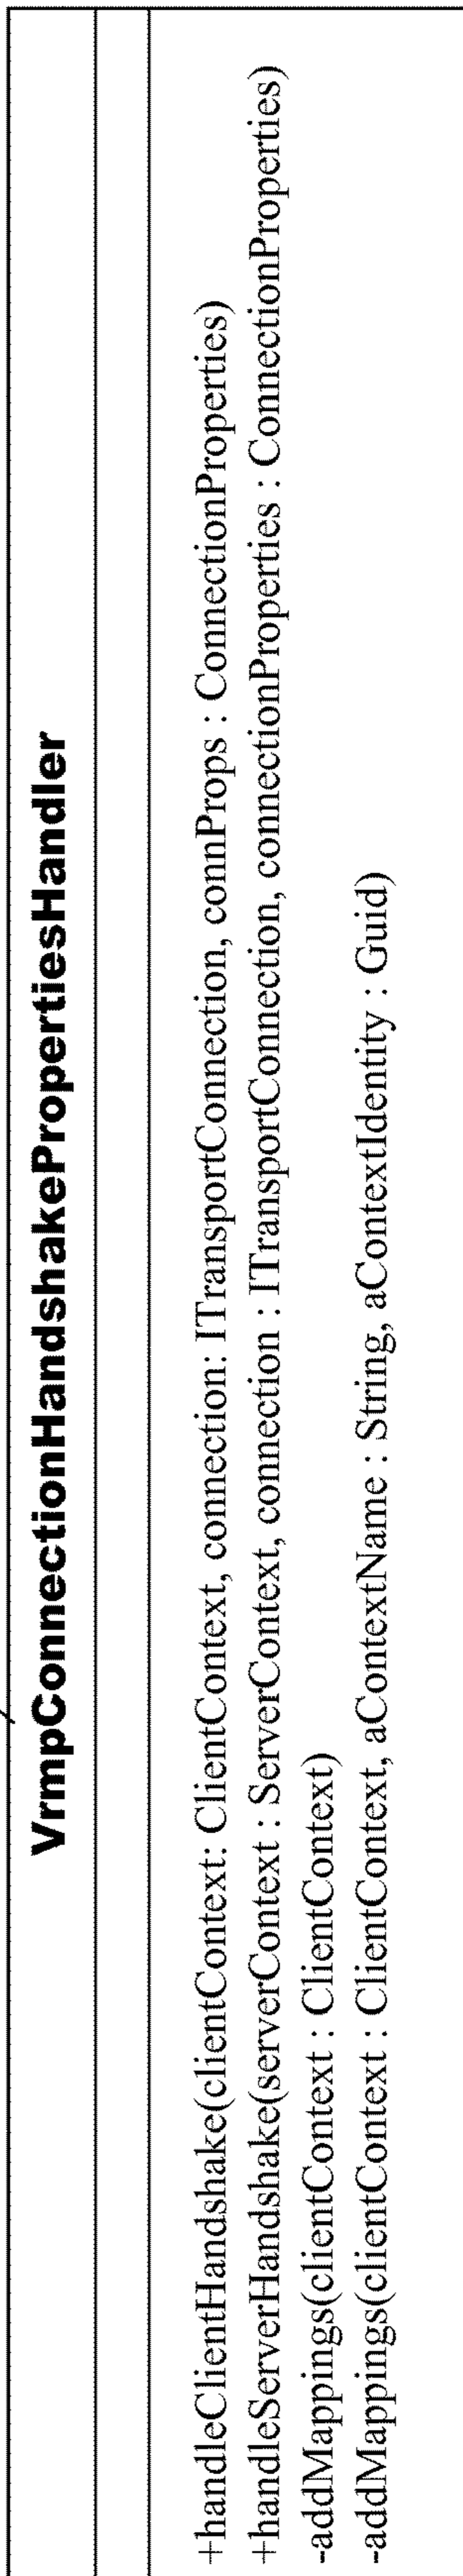 VrmpConnectionHandshakePropertiesHandler
+handleClientHandshake(clientContext: ClientContext, connection: ITransportConnection, connProps : ConnectionProperties)
+handleServerHandshake(serverContext : ServerContext, connection : ITransportConnection, connectionProperties : ConnectionProperties)
-addMappings(clientContext : ClientContext)
-addMappings(clientContext : ClientContext, aContextName : String, aContextIdentity : Guid)